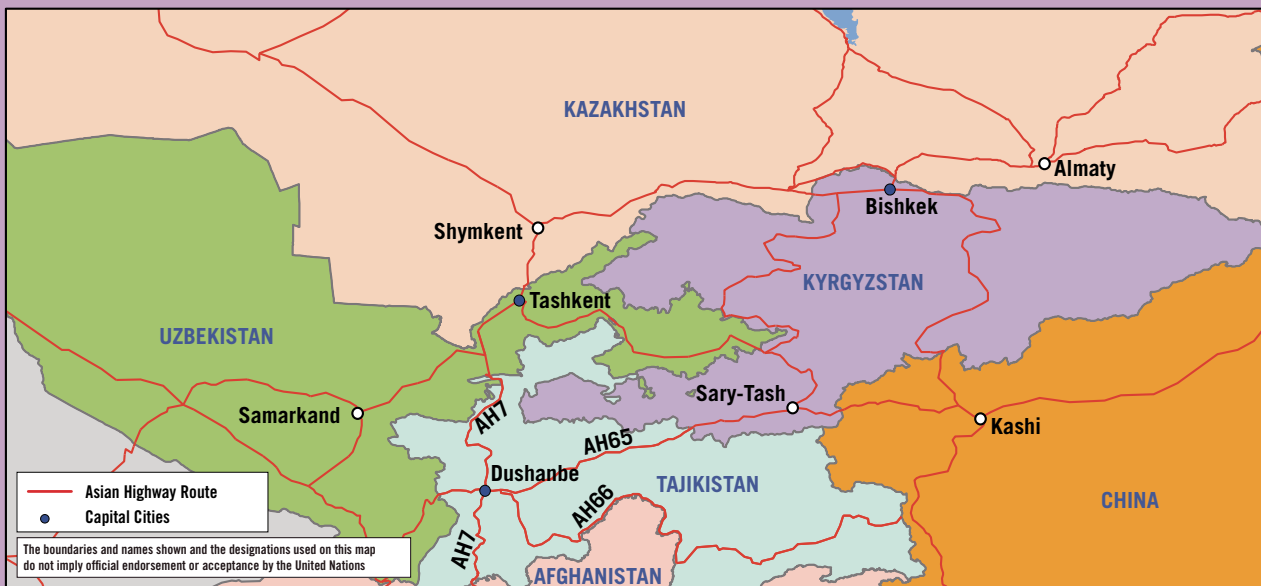 KAZAKHSTAN
Almaty
Bishkek
Shymkent
KYRGYZSTAN
Tashkent
UZBEKISTAN
Sary-Tash
Samarkand
AH7
Kashi
AH65
Dushanbe
TAJIKISTAN
AH66
CHINA
AH7
AFGHANISTAN
Asian Highway Route
Capital Cities
The boundaries and names shown and the designations used on this map
do not imply official endorsement or acceptance by the United Nations